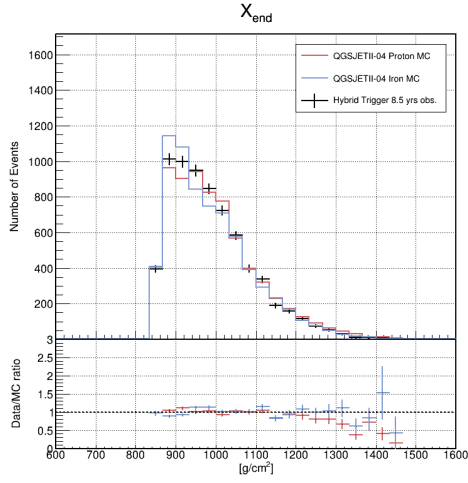 X_end
1600
1400
1200
1000
800
600
400
200
Number of Events
QGSJETII-04 Proton MC
QGSJETII-04 Iron MC
Hybrid Trigger 8.5 yrs obs.
3
2.5
2
1.5
1
0.5
0
Data/MC ratio
600 700 800 900 1000 1100 1200 1300 1400 1500 1600
[g/cm²]